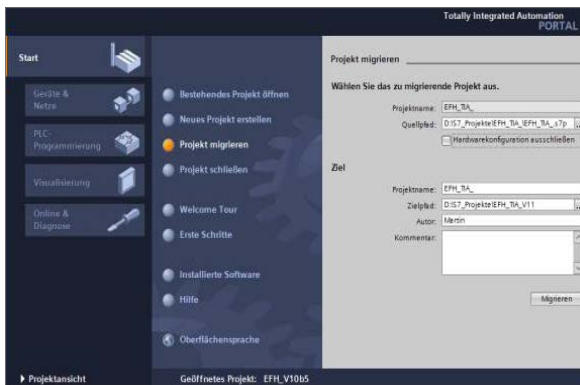 Totally Integrated Automation
PORTAL
Start
Geräte &
Netze
PLC-
Programmierung
Visualisierung
Online &
Diagnose
Bestehendes Projekt öffnen
Neues Projekt erstellen
Projekt migrieren
Projekt schließen
Welcome Tour
Erste Schritte
Installierte Software
Hilfe
Oberflächensprache
Projekt migrieren
Wählen Sie das zu migrierende Projekt aus.
Projektname: EFH_TIA_
Quellpfad: D:\S7_Projekte\EFH_TIA_\EFH_TIA_.s7p ...
Hardwarekonfiguration ausschließen
Ziel
Projektname: EFH_TIA_
Zielpfad: D:\S7_Projekte\EFH_TIA_V11 ...
Autor: Martin
Kommentar:
Migrieren
Projektansicht
Geöffnetes Projekt: EFH_V10b5